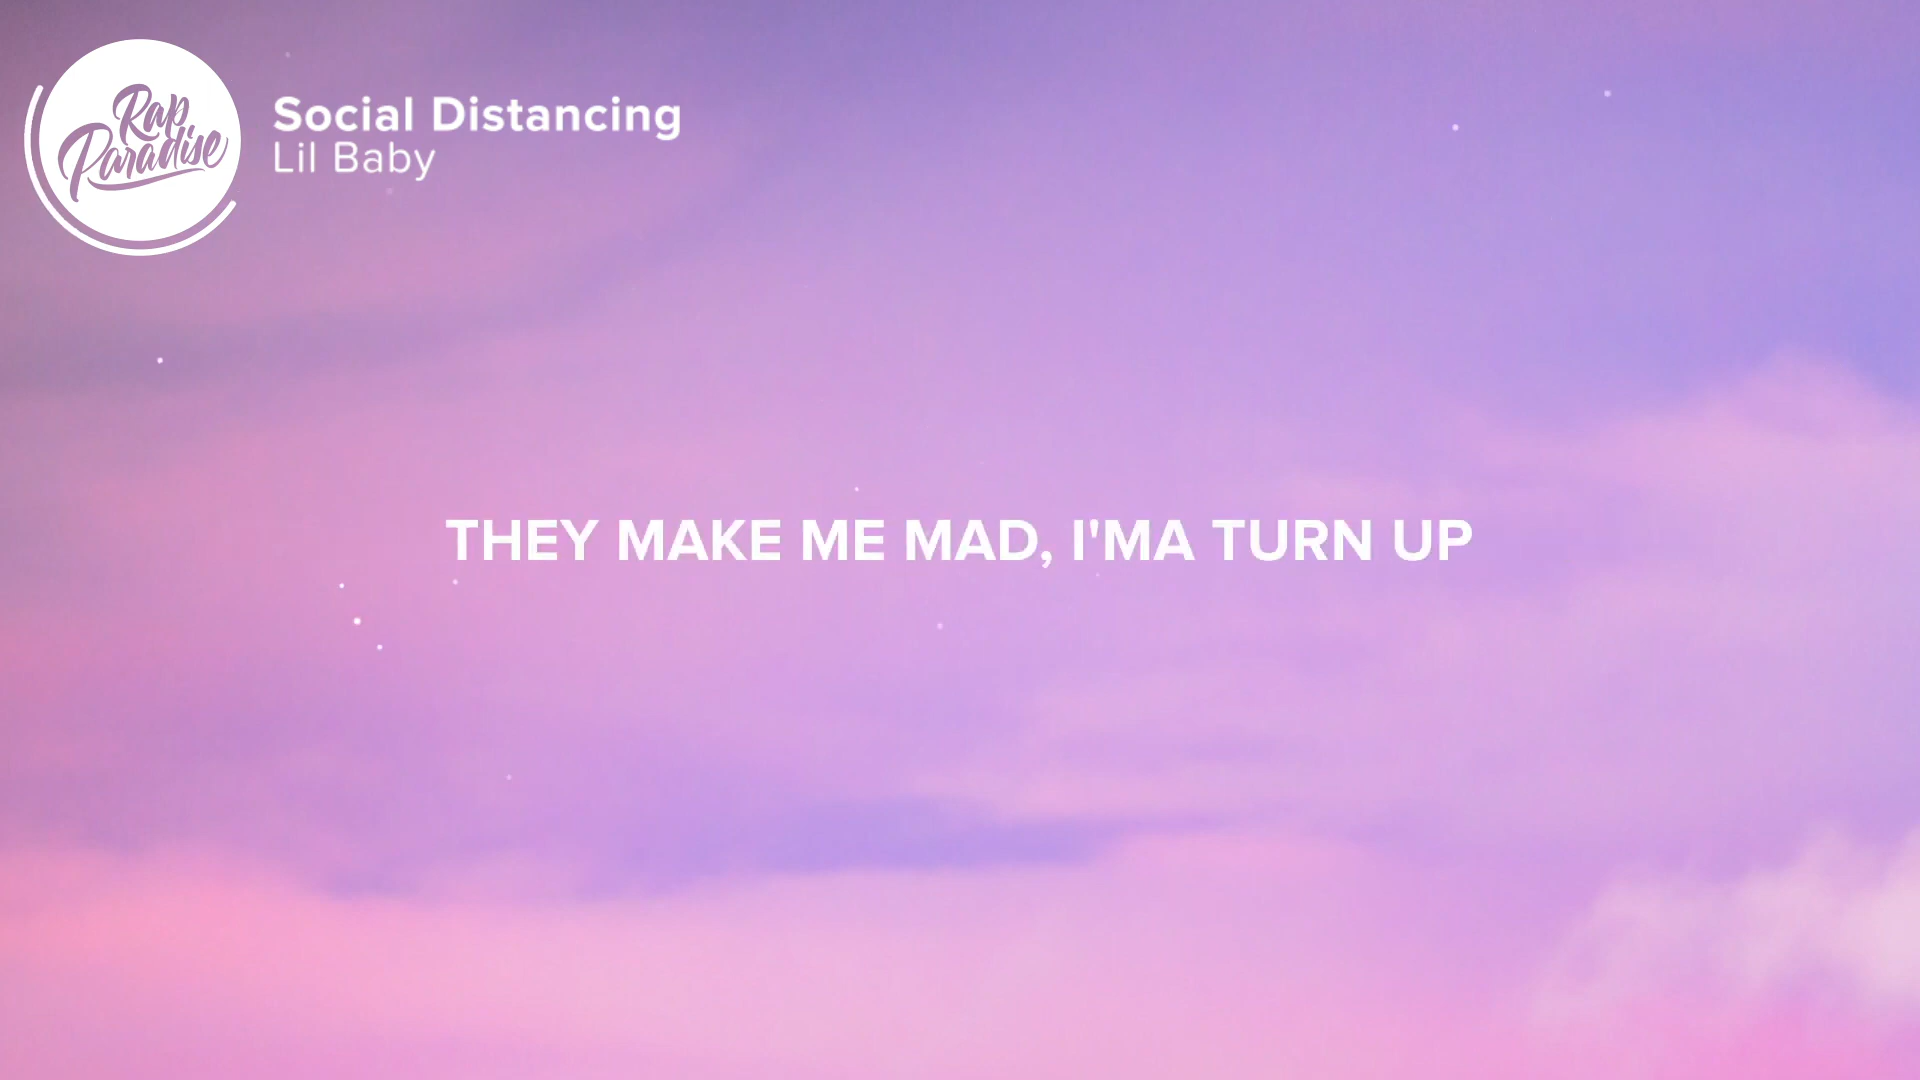 Rap
Paradise
Social Distancing
Lil Baby
THEY MAKE ME MAD, I'MA TURN UP